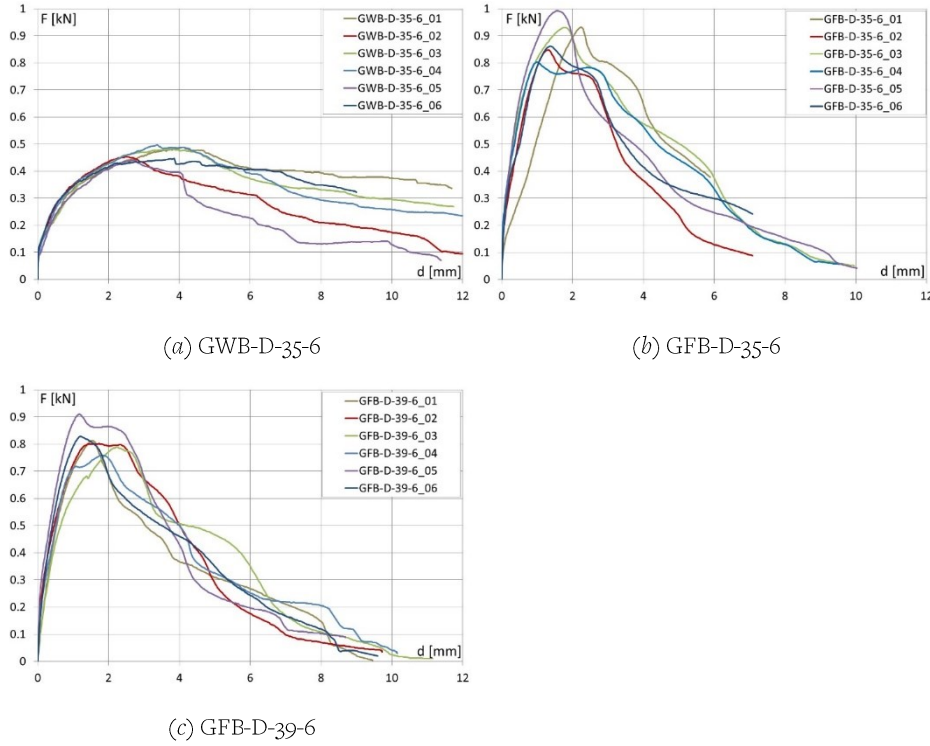 F [kN]
1
0.9
0.8
0.7
0.6
0.5
0.4
0.3
0.2
0.1
0
0 2 4 6 8 10 12
d [mm]
GWB-D-35-6_01
GWB-D-35-6_02
GWB-D-35-6_03
GWB-D-35-6_04
GWB-D-35-6_05
GWB-D-35-6_06
(a) GWB-D-35-6
F [kN]
1
0.9
0.8
0.7
0.6
0.5
0.4
0.3
0.2
0.1
0
0 2 4 6 8 10 12
d [mm]
GFB-D-35-6_01
GFB-D-35-6_02
GFB-D-35-6_03
GFB-D-35-6_04
GFB-D-35-6_05
GFB-D-35-6_06
(b) GFB-D-35-6
F [kN]
1
0.9
0.8
0.7
0.6
0.5
0.4
0.3
0.2
0.1
0
0 2 4 6 8 10 12
d [mm]
GFB-D-39-6_01
GFB-D-39-6_02
GFB-D-39-6_03
GFB-D-39-6_04
GFB-D-39-6_05
GFB-D-39-6_06
(c) GFB-D-39-6